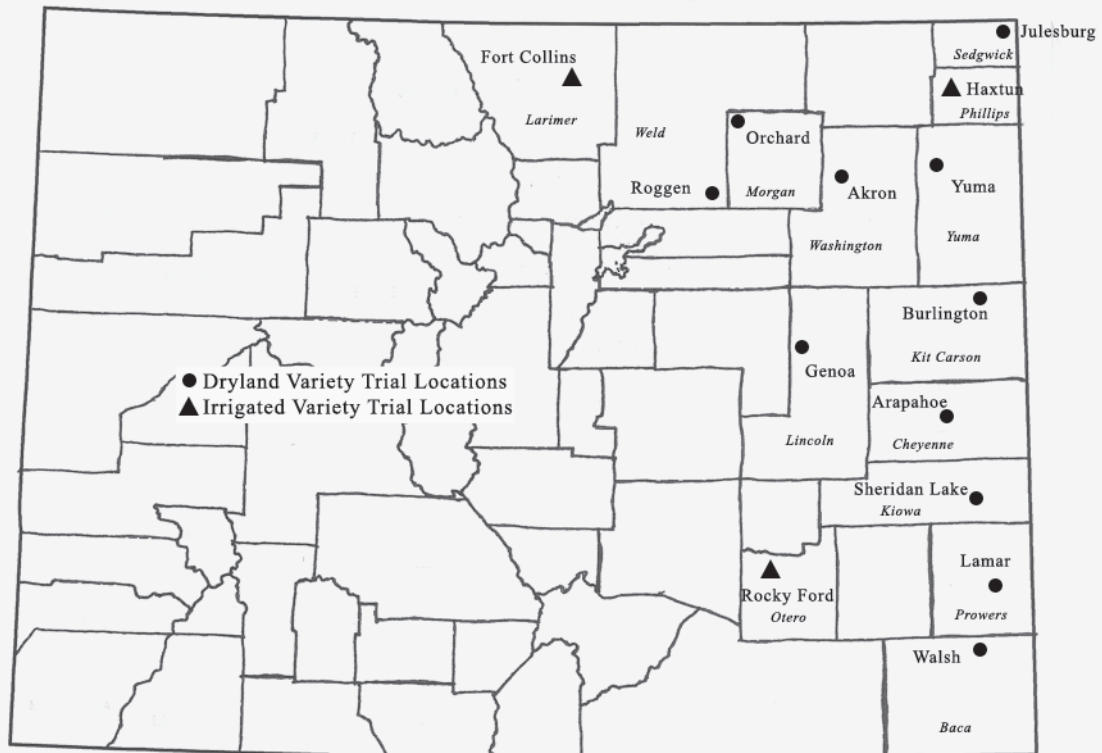 Julesburg
Fort Collins
Sedgwick
Haxtun
Phillips
Larimer
Weld
Orchard
Roggen
Morgan
Akron
Yuma
Washington
Yuma
Burlington
Kit Carson
Genoa
Dryland Variety Trial Locations
Irrigated Variety Trial Locations
Arapahoe
Lincoln
Cheyenne
Sheridan Lake
Kiowa
Lamar
Rocky Ford
Otero
Prowers
Walsh
Baca